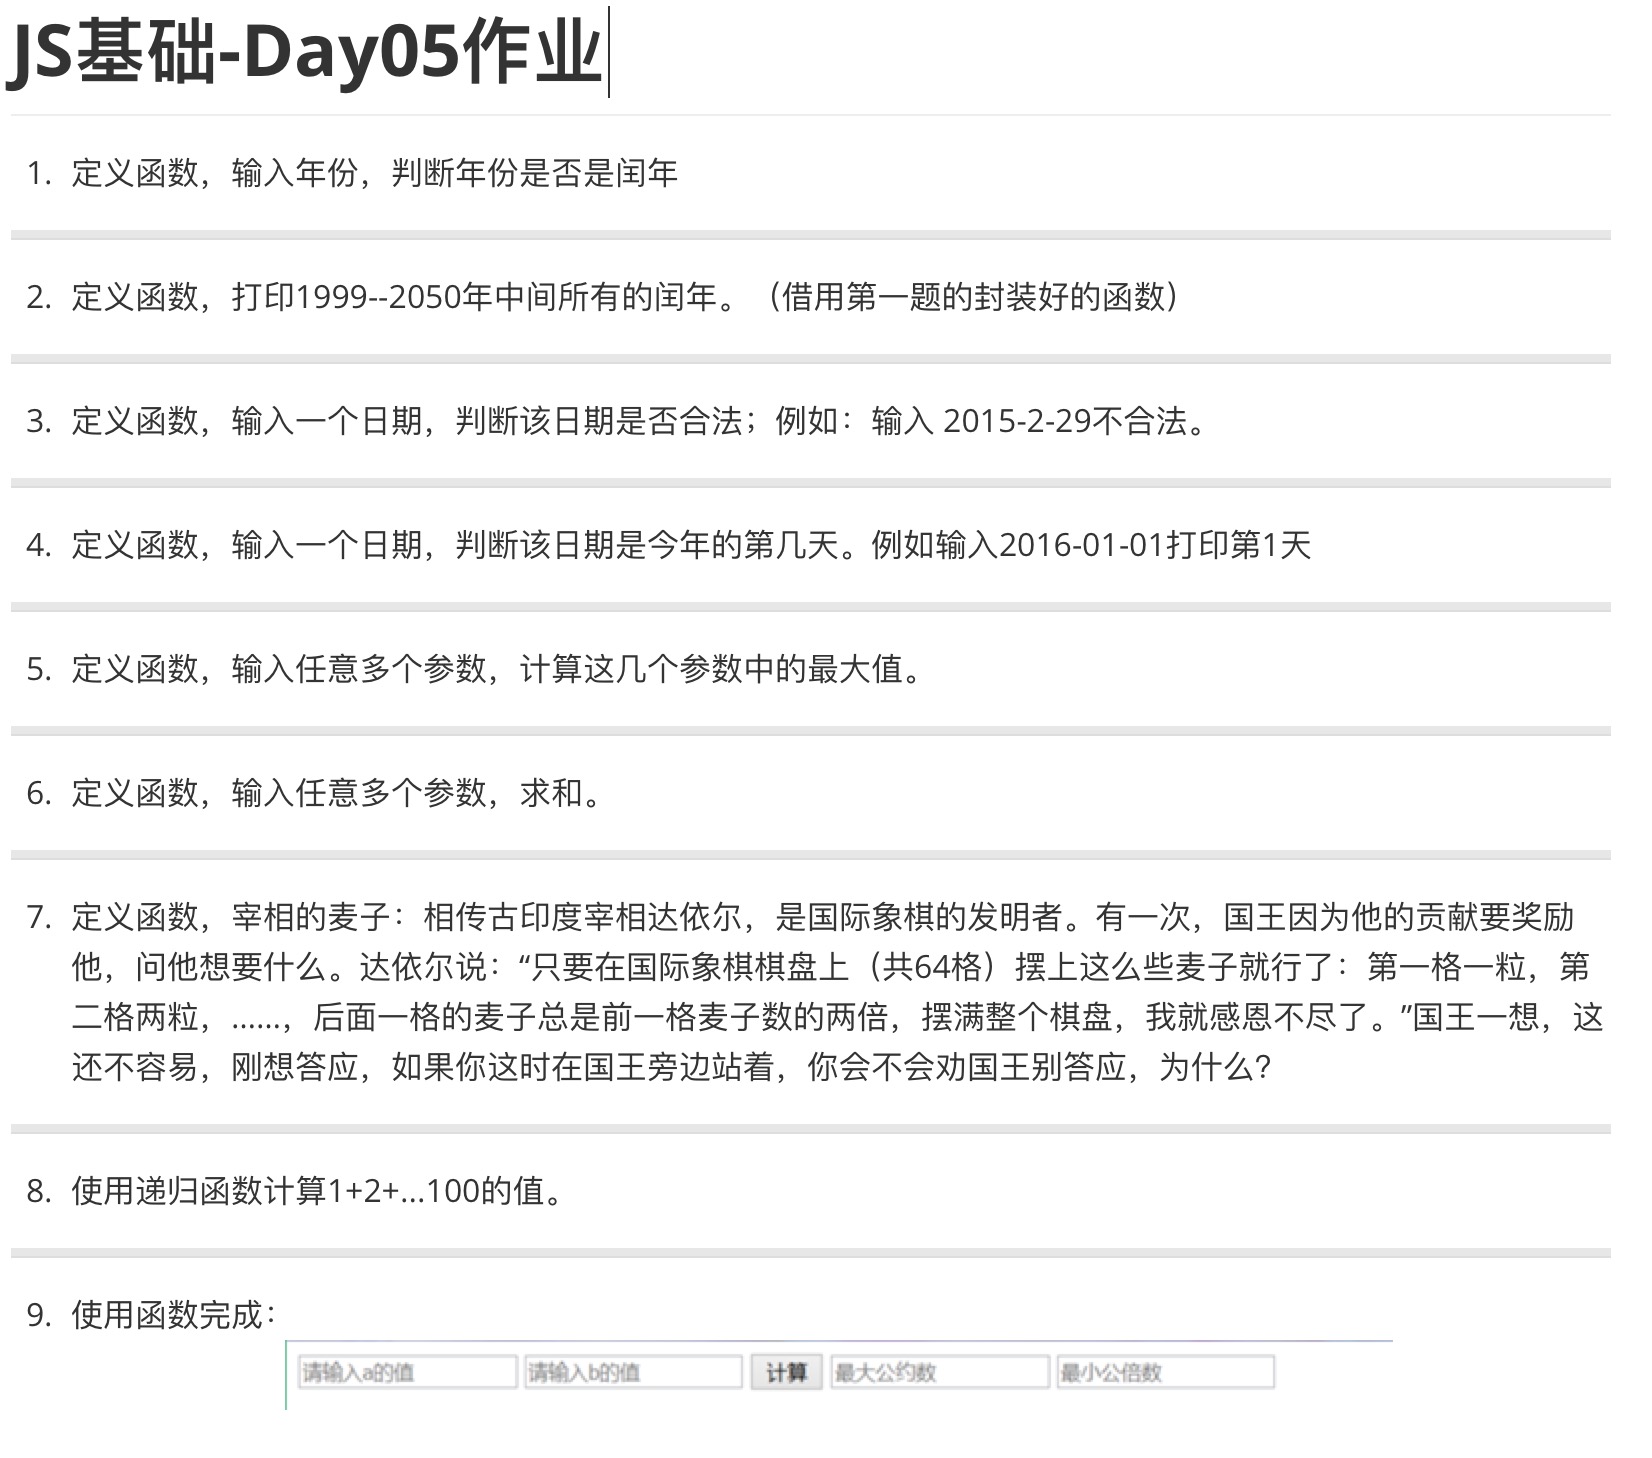 JS基础-Day05作业
1. 定义函数，输入年份，判断年份是否是闰年
2. 定义函数，打印1999--2050年中间所有的闰年。（借用第一题的封装好的函数）
3. 定义函数，输入一个日期，判断该日期是否合法；例如：输入 2015-2-29不合法。
4. 定义函数，输入一个日期，判断该日期是今年的第几天。例如输入2016-01-01打印第1天
5. 定义函数，输入任意多个参数，计算这几个参数中的最大值。
6. 定义函数，输入任意多个参数，求和。
7. 定义函数，宰相的麦子：相传古印度宰相达依尔，是国际象棋的发明者。有一次，国王因为他的贡献要奖励
他，问他想要什么。达依尔说：“只要在国际象棋棋盘上（共64格）摆上这么些麦子就行了：第一格一粒，第
二格两粒，……，后面一格的麦子总是前一格麦子数的两倍，摆满整个棋盘，我就感恩不尽了。”国王一想，这
还不容易，刚想答应，如果你这时在国王旁边站着，你会不会劝国王别答应，为什么？
8. 使用递归函数计算1+2+...100的值。
9. 使用函数完成：
请输入a的值 请输入b的值 计算 最大公约数 最小公倍数